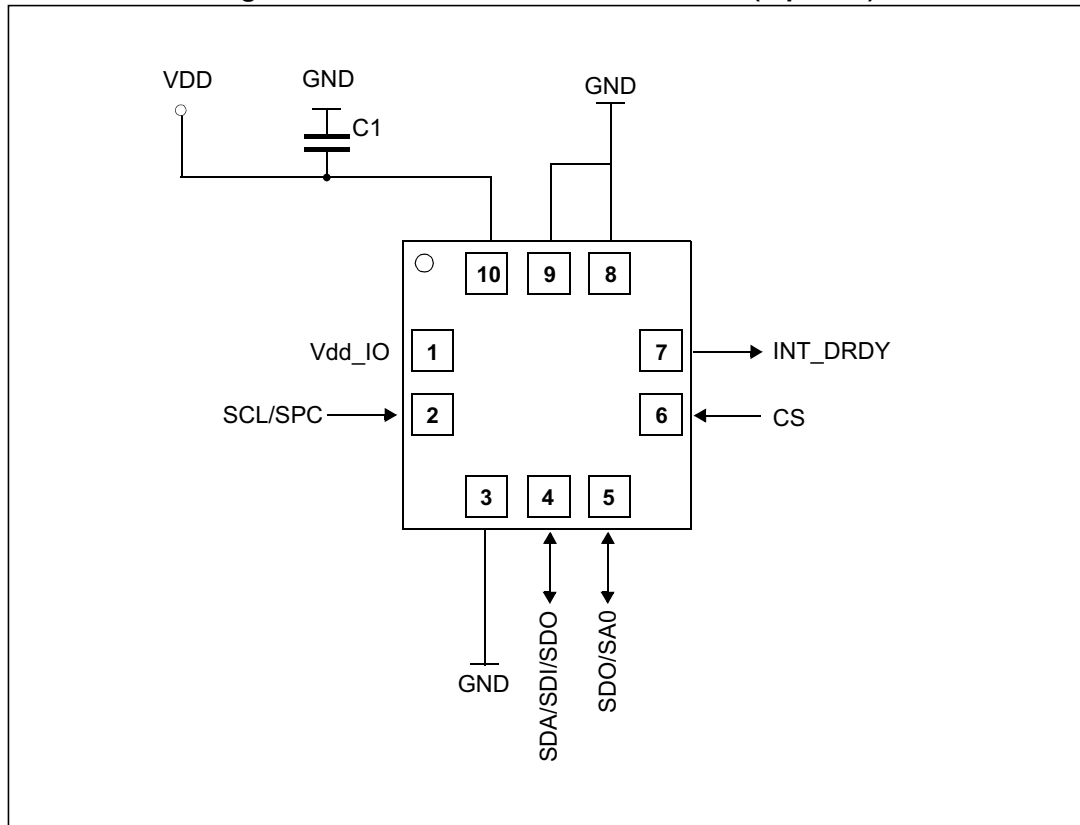 VDD
GND
C1
GND
10
9
8
Vdd_IO
1
7
INT_DRDY
SCL/SPC
2
6
CS
3
4
5
GND
SDA/SDI/SDO
SDO/SA0